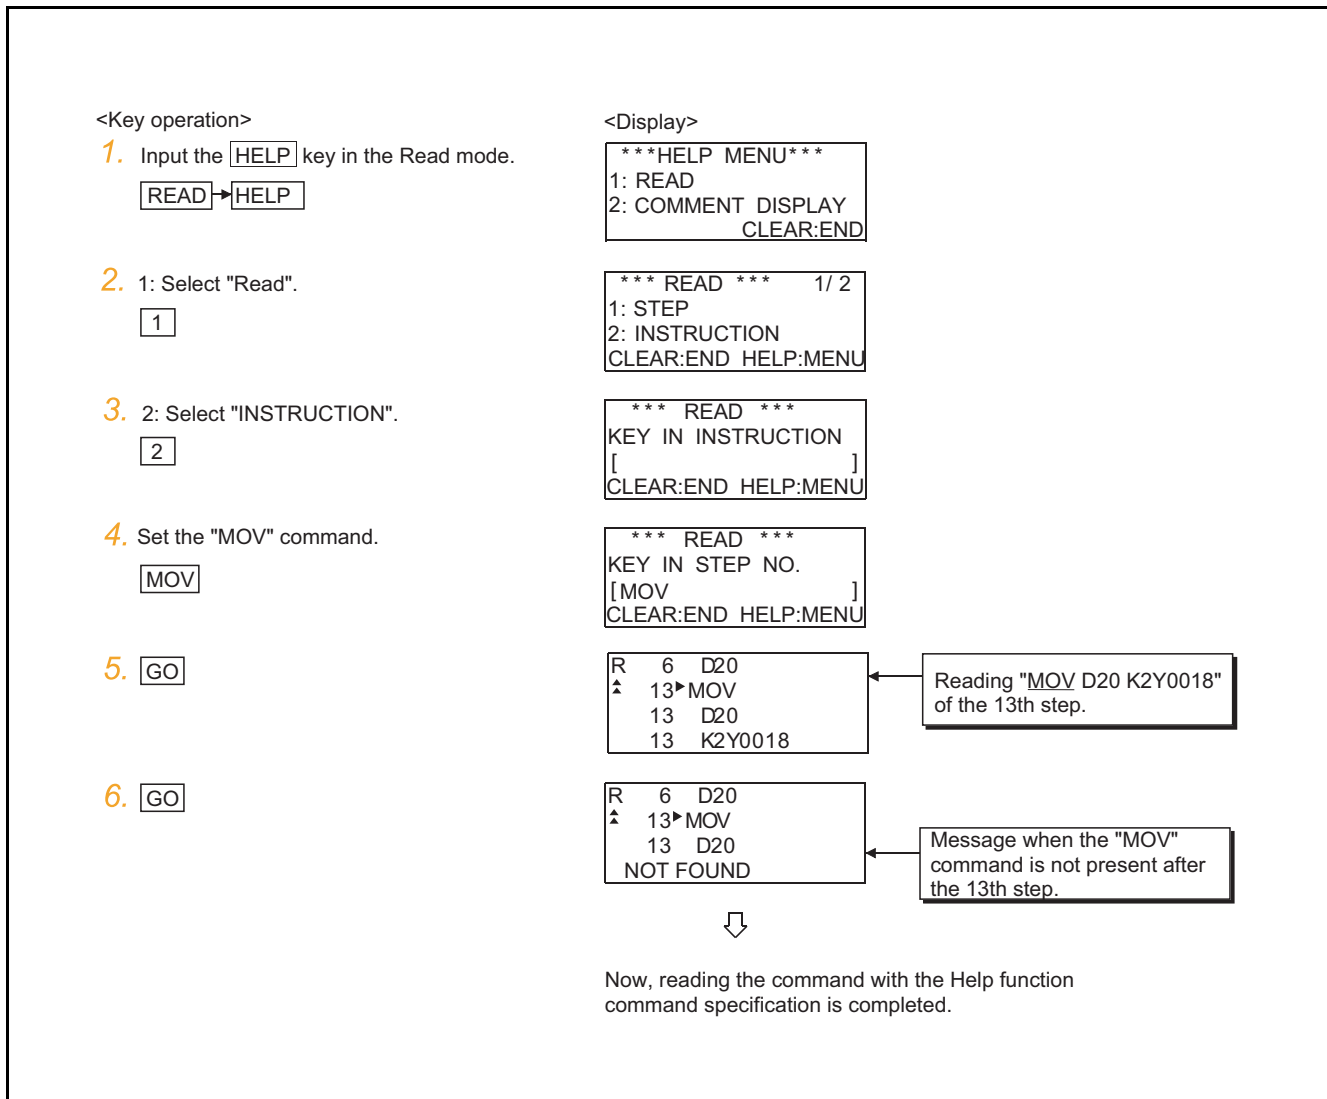 <Key operation>
1. Input the HELP key in the Read mode.
READ HELP
<Display>
***HELP MENU***
1: READ
2: COMMENT DISPLAY
CLEAR:END
2. 1: Select "Read".
1
*** READ *** 1/ 2
1: STEP
2: INSTRUCTION
CLEAR:END HELP:MENU
3. 2: Select "INSTRUCTION".
2
*** READ ***
KEY IN INSTRUCTION
[ ]
CLEAR:END HELP:MENU
4. Set the "MOV" command.
MOV
*** READ ***
KEY IN STEP NO.
[MOV ]
CLEAR:END HELP:MENU
5. GO
R 6 D20
13 MOV
13 D20
13 K2Y0018
Reading "MOV D20 K2Y0018"
of the 13th step.
6. GO
R 6 D20
13 MOV
13 D20
NOT FOUND
Message when the "MOV"
command is not present after
the 13th step.
Now, reading the command with the Help function
command specification is completed.